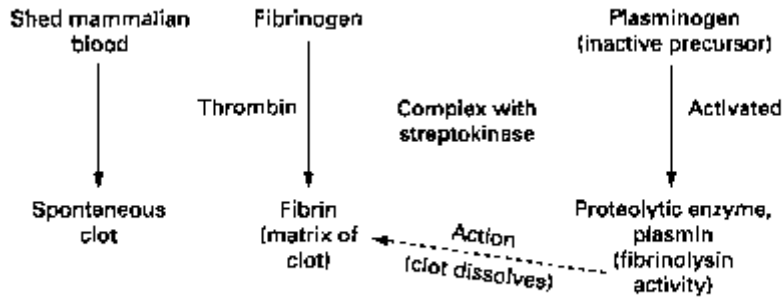 Shed mammalian
blood
Fibrinogen
Plasminogen
(inactive precursor)
Thrombin
Complex with
streptokinase
Activated
Spontaneous
clot
Fibrin
(matrix of
clot)
Action
(clot dissolves)
Proteolytic enzyme,
plasmin
(fibrinolysin
activity)